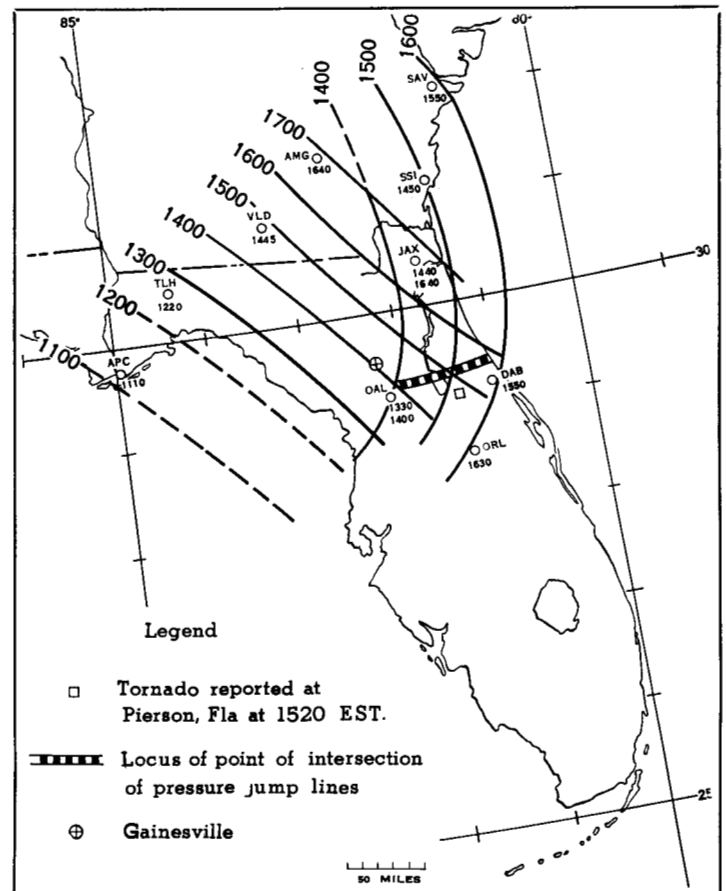 85°
80°
1600
SAV
1550
1500
1400
1700
AMG
1640
SSI
1450
1600
1500
VLD
1445
1400
JAX
1440
1640
30
1300
TLH
1220
1200
1100
APC
1110
OAL
1330
1400
DAB
1550
ORL
1630
Legend
Tornado reported at
Pierson, Fla at 1520 EST.
Locus of point of intersection
of pressure jump lines
Gainesville
25
50 MILES